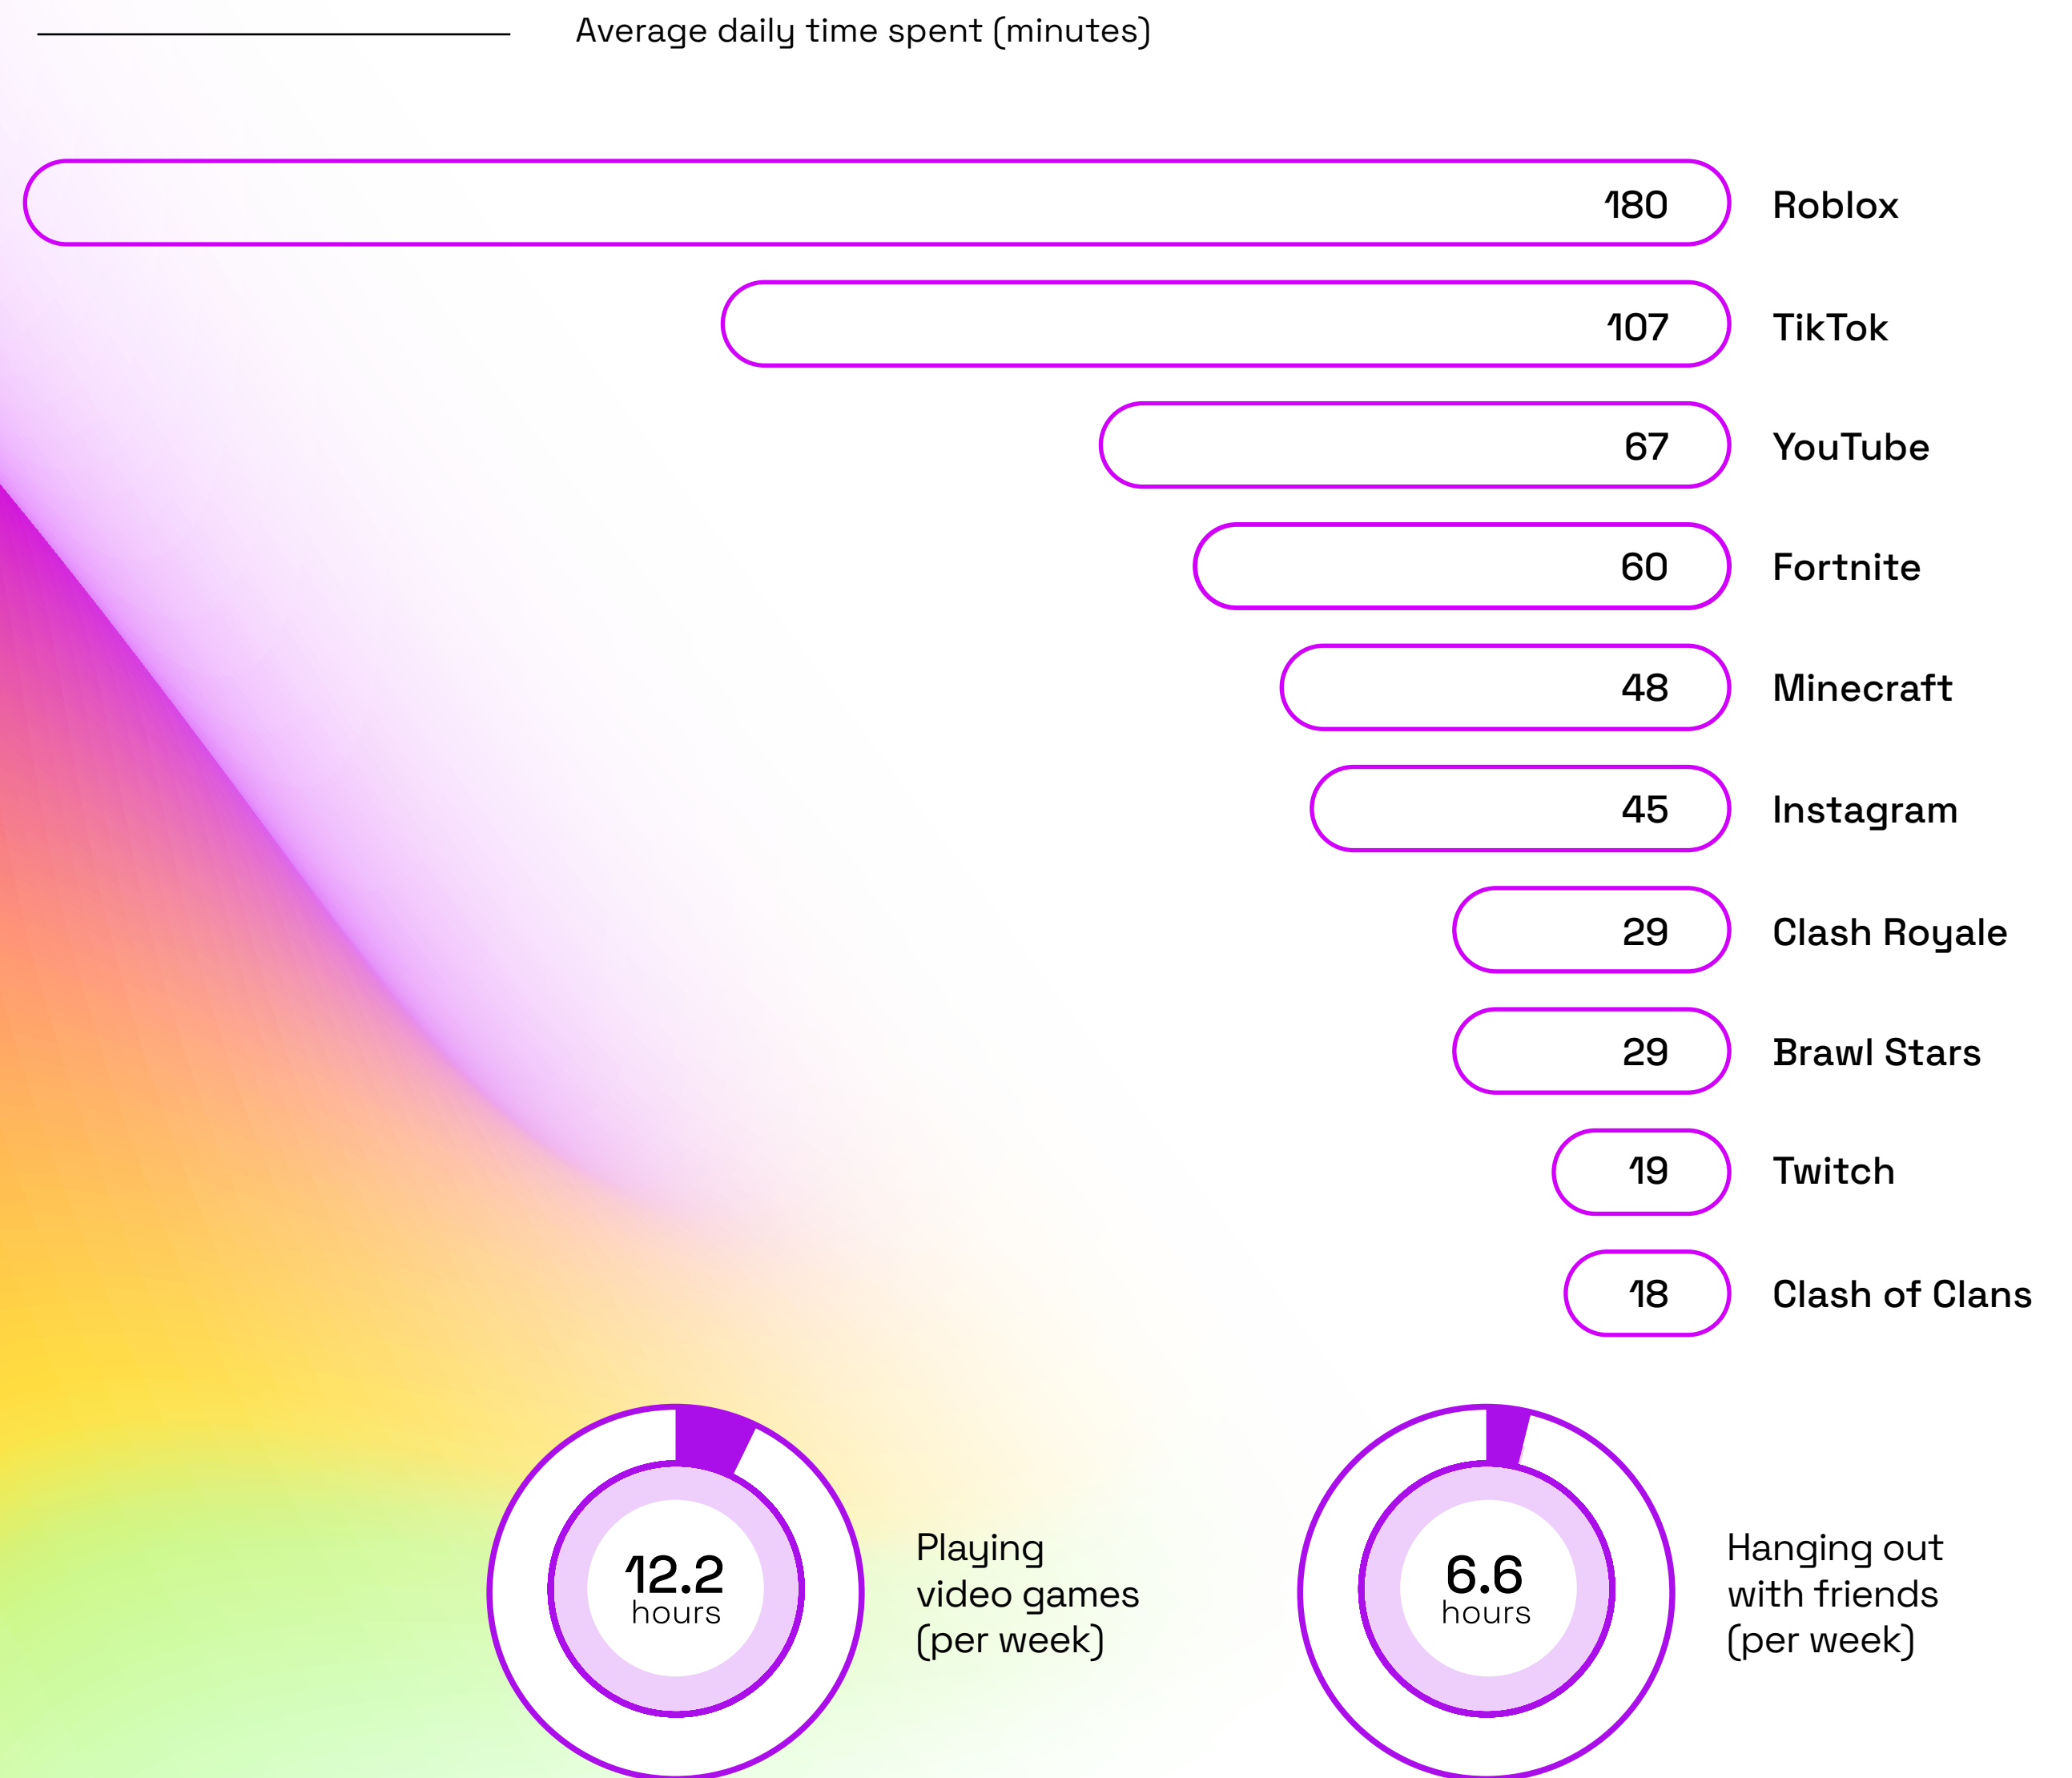 Average daily time spent (minutes)
180 Roblox
107 TikTok
67 YouTube
60 Fortnite
48 Minecraft
45 Instagram
29 Clash Royale
29 Brawl Stars
19 Twitch
18 Clash of Clans
12.2
hours
Playing
video games
(per week)
6.6
hours
Hanging out
with friends
(per week)